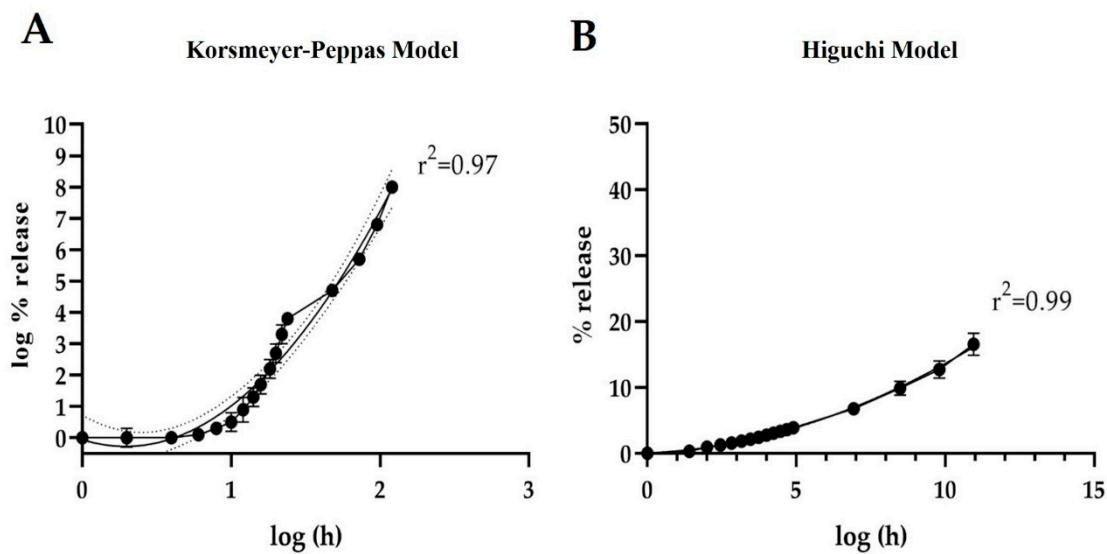 A
Korsmeyer-Peppas Model
10
9
8
7
6
5
4
3
2
1
0
log % release
r²=0.97
0 1 2 3
log (h)
B
Higuchi Model
50
40
30
20
10
0
% release
r²=0.99
0 5 10 15
log (h)